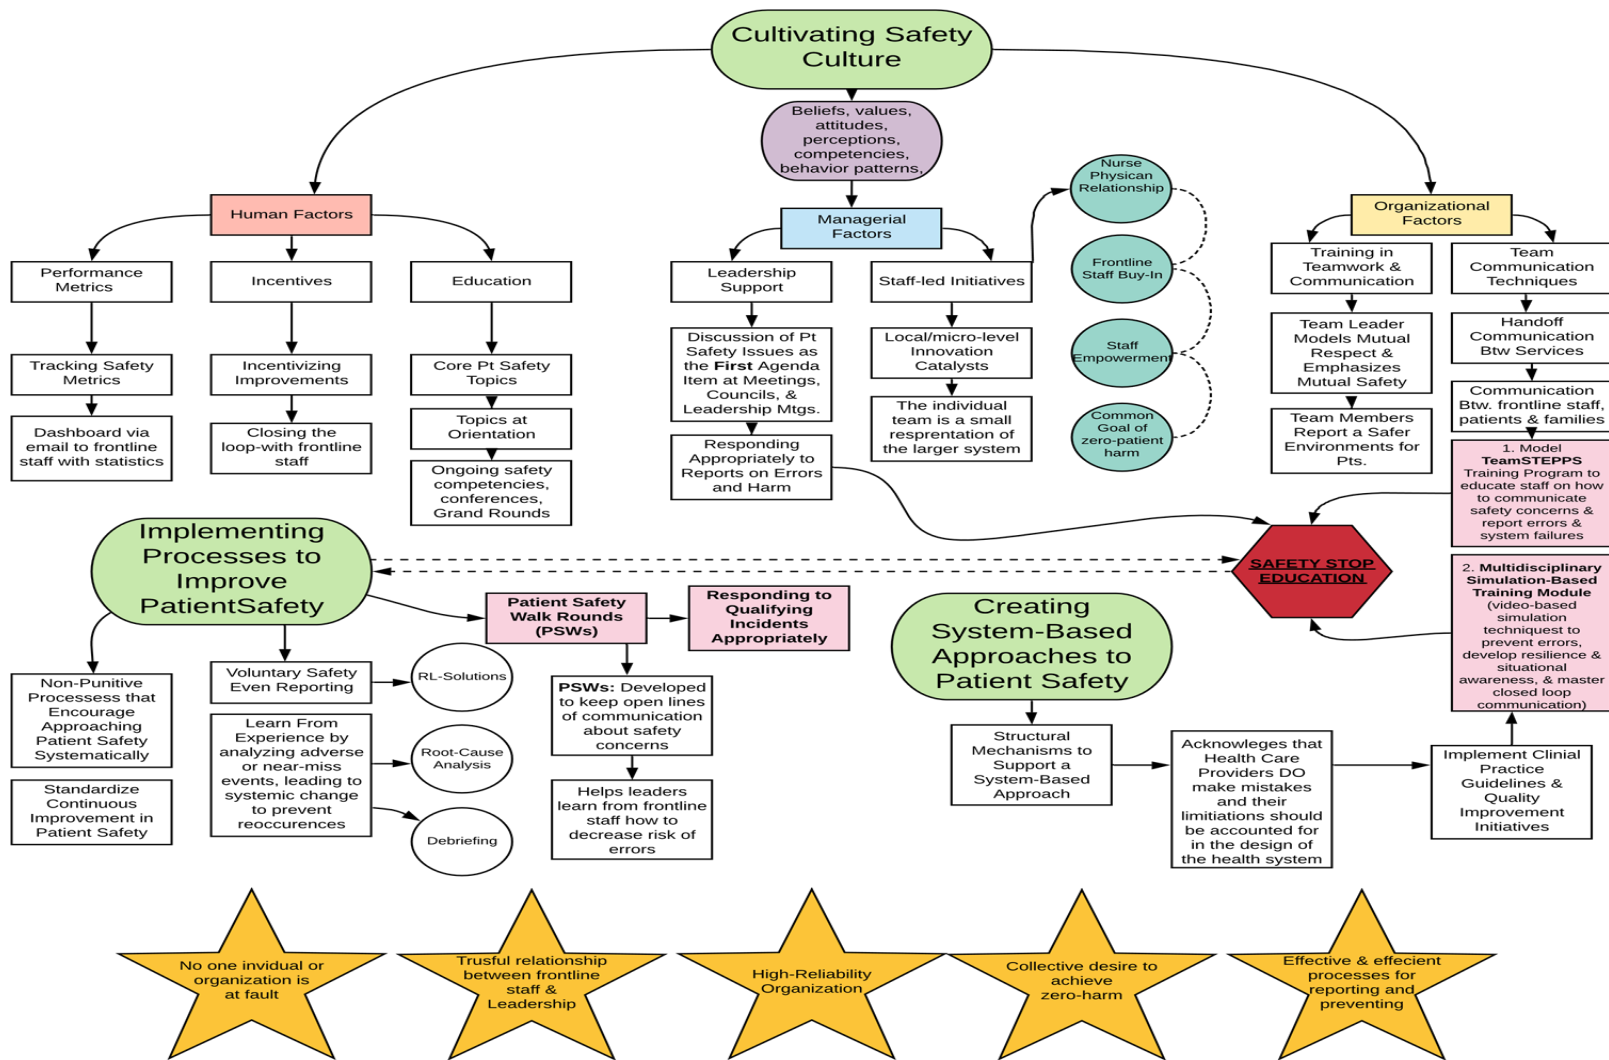 Cultivating Safety
Culture
Beliefs, values,
attitudes,
perceptions,
competencies,
behavior patterns,
Human Factors
Managerial
Factors
Organizational
Factors
Performance
Metrics
Tracking Safety
Metrics
Dashboard via
email to frontline
staff with statistics
Incentives
Incentivizing
Improvements
Closing the
loop-with frontline
staff
Education
Core Pt Safety
Topics
Topics at
Orientation
Ongoing safety
competencies,
conferences,
Grand Rounds
Leadership
Support
Discussion of Pt
Safety Issues as
the First Agenda
Item at Meetings,
Councils, &
Leadership Mtgs.
Responding
Appropriately to
Reports on Errors
and Harm
Staff-led Initiatives
Local/micro-level
Innovation
Catalysts
The individual
team is a small
resprentation of
the larger system
Nurse
Physican
Relationship
Frontline
Staff Buy-In
Staff
Empowerment
Common
Goal of
zero-patient
harm
Training in
Teamwork &
Communication
Team Leader
Models Mutual
Respect &
Emphasizes
Mutual Safety
Team Members
Report a Safer
Environments for
Pts.
Team
Communication
Techniques
Handoff
Communication
Btw Services
Communication
Btw. frontline staff,
patients & families
1. Model
TeamSTEPPS
Training Program to
educate staff on how
to communicate
safety concerns &
report errors &
system failures
2. Multidisciplinary
Simulation-Based
Training Module
(video-based
simulation
techniquest to
prevent errors,
develop resilience &
situational
awareness, & master
closed loop
communication)
SAFETY STOP
EDUCATION
Implementing
Processes to
Improve
PatientSafety
Non-Punitive
Processess that
Encourage
Approaching
Patient Safety
Systematically
Standardize
Continuous
Improvement in
Patient Safety
Voluntary Safety
Even Reporting
Learn From
Experience by
analyzing adverse
or near-miss
events, leading to
systemic change
to prevent
reoccurences
RL-Solutions
Root-Cause
Analysis
Debriefing
Patient Safety
Walk Rounds
(PSWs)
Responding to
Qualifying
Incidents
Appropriately
PSWs: Developed
to keep open lines
of communication
about safety
concerns
Helps leaders
learn from frontline
staff how to
decrease risk of
errors
Creating
System-Based
Approaches to
Patient Safety
Structural
Mechanisms to
Support a
System-Based
Approach
Acknowleges that
Health Care
Providers DO
make mistakes
and their
limitiations should
be accounted for
in the design of
the health system
Implement Clinial
Practice
Guidelines &
Quality
Improvement
Initiatives
No one invidual or
organization is
at fault
Trustful relationship
between frontline
staff &
Leadership
High-Reliability
Organization
Collective desire to
achieve
zero-harm
Effective & effecient
processes for
reporting and
preventing